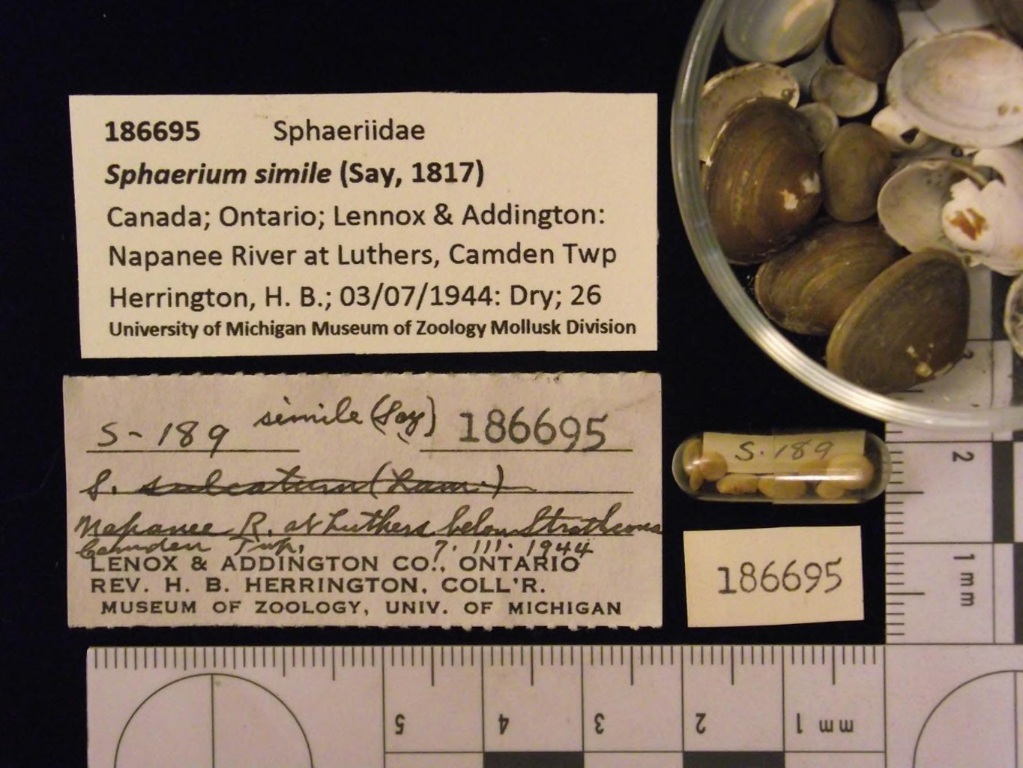 186695 Sphaeriidae
Sphaerium simile (Say, 1817)
Canada; Ontario; Lennox & Addington:
Napanee River at Luthers, Camden Twp
Herrington, H. B.; 03/07/1944: Dry; 26
University of Michigan Museum of Zoology Mollusk Division
S-189 simile (Say) 186695
S. sulcatum (Lam.)
Napanee R. at Luthers below Strathcona
Camden Twp. 7. III. 1944
LENOX & ADDINGTON CO., ONTARIO
REV. H. B. HERRINGTON, COLL'R.
MUSEUM OF ZOOLOGY, UNIV. OF MICHIGAN
S. 189
186695
2
1 mm
5 4 3 2 1 mm